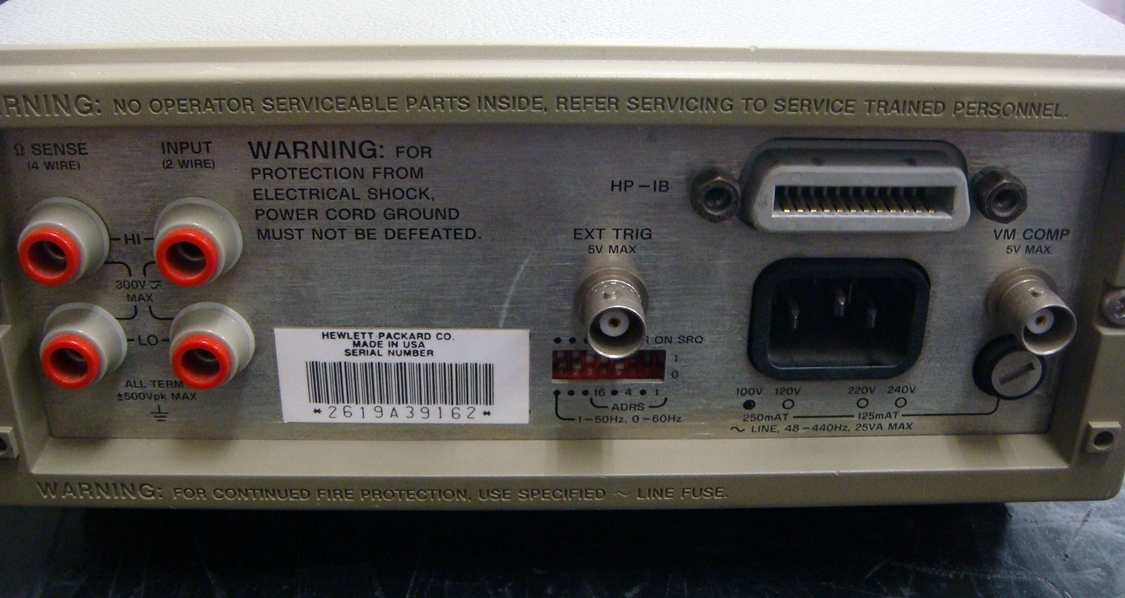 RNING: NO OPERATOR SERVICEABLE PARTS INSIDE, REFER SERVICING TO SERVICE TRAINED PERSONNEL.
Ω SENSE
(4 WIRE)
INPUT
(2 WIRE)
HI
300V
MAX
LO
ALL TERM
±500Vpk MAX
WARNING: FOR
PROTECTION FROM
ELECTRICAL SHOCK,
POWER CORD GROUND
MUST NOT BE DEFEATED.
HEWLETT PACKARD CO.
MADE IN USA
SERIAL NUMBER
*2619A39162*
HP-IB
EXT TRIG
5V MAX
R ON SRQ
1
0
16 4 1
ADRS
1-50Hz, 0-60Hz
VM COMP
5V MAX
100V 120V 220V 240V
250mAT 125mAT
~ LINE, 48-440Hz, 25VA MAX
WARNING: FOR CONTINUED FIRE PROTECTION, USE SPECIFIED ~ LINE FUSE.